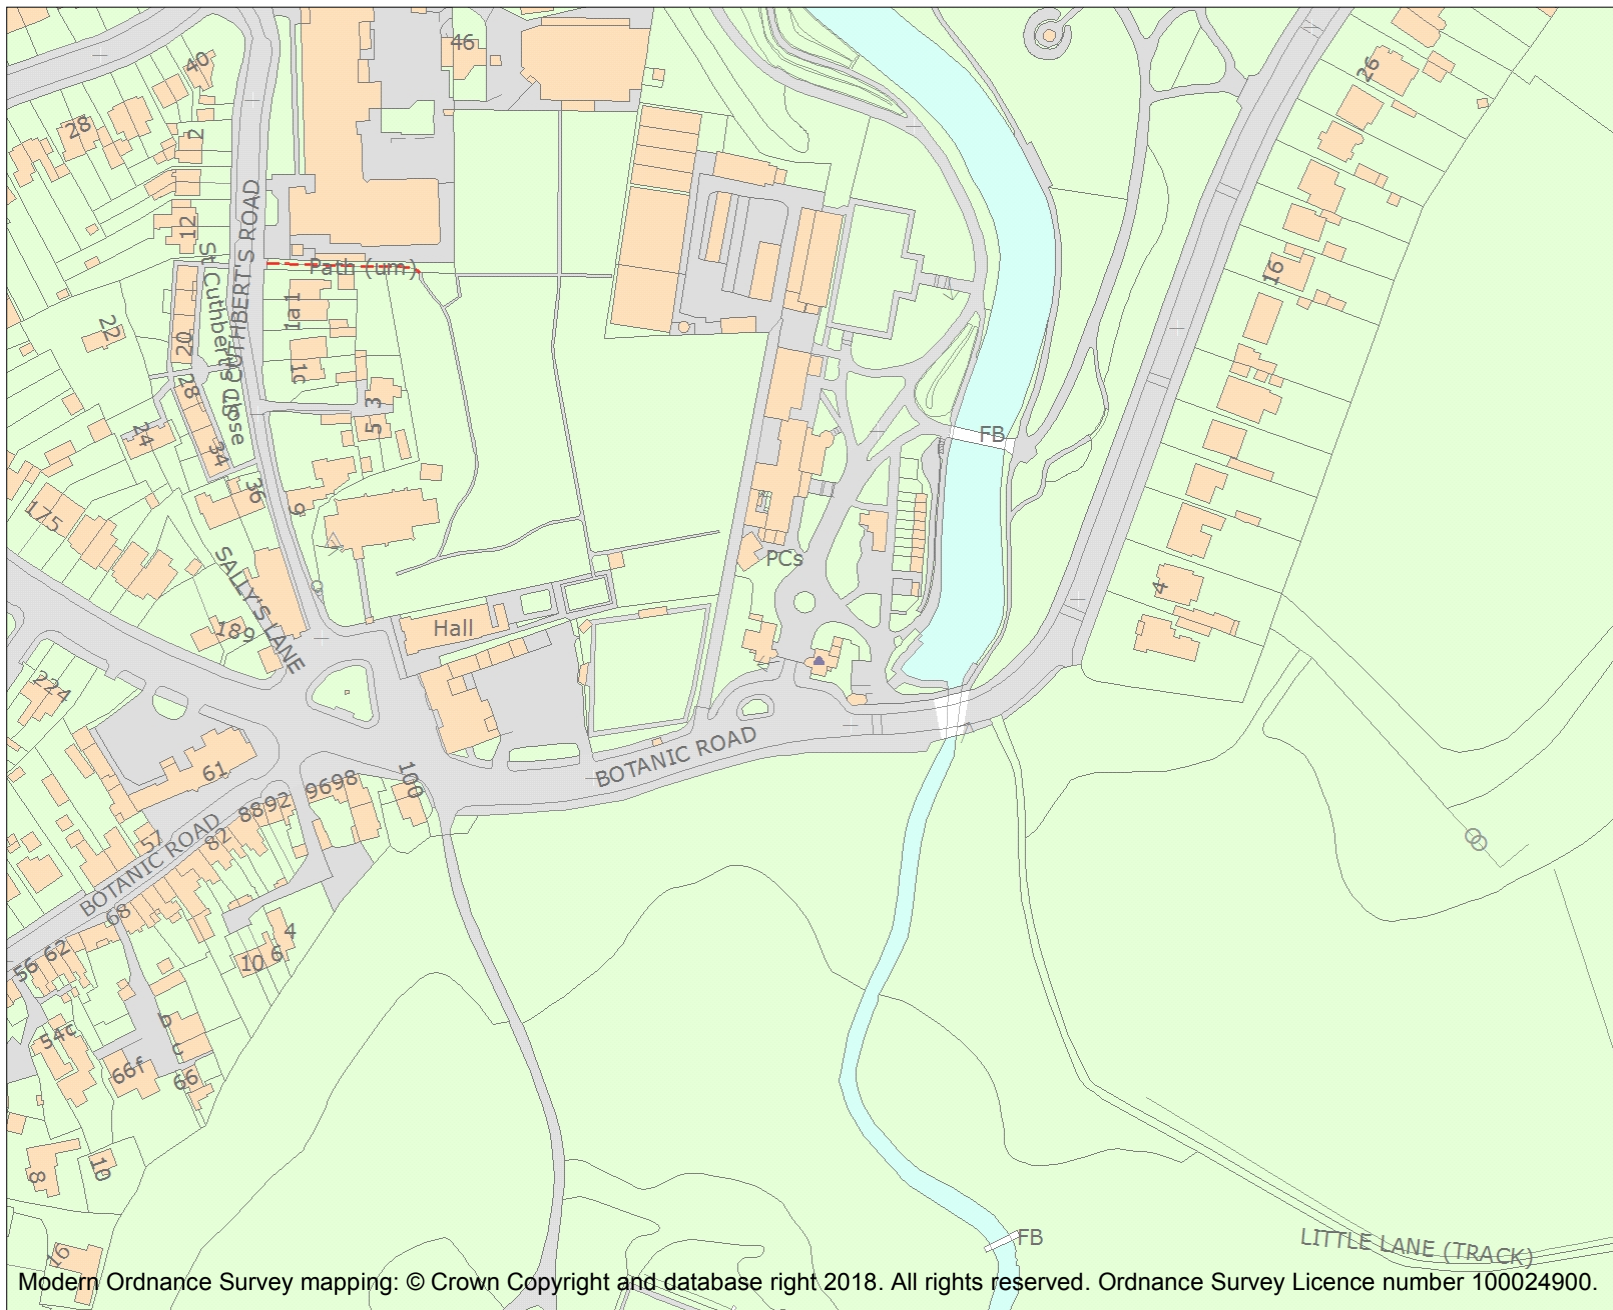 46
40
26
28
2
12
ST CUTHBERT'S ROAD
Path (um)
16
St Cuthbert's Close
1a1
22
20
1c
28
3
5
24
34
FB
36
9
175
SALLY'S LANE
PCs
4
Hall
189
224
BOTANIC ROAD
61
100
9698
92
88
82
57
BOTANIC ROAD
68
62
56
4
6
10
54c
b
c
66f
66
8
10
16
FB
LITTLE LANE (TRACK)
Modern Ordnance Survey mapping: © Crown Copyright and database right 2018. All rights reserved. Ordnance Survey Licence number 100024900.